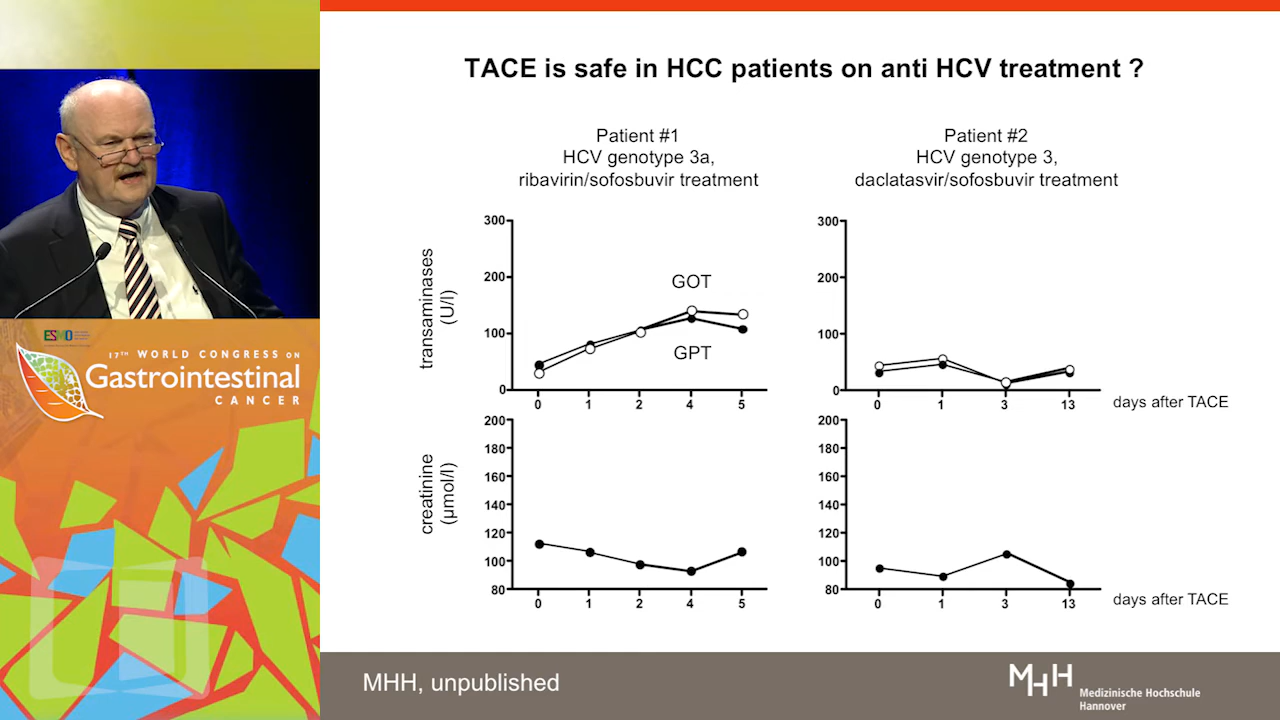 TACE is safe in HCC patients on anti HCV treatment ?
Patient #1
HCV genotype 3a,
ribavirin/sofosbuvir treatment
Patient #2
HCV genotype 3,
daclatasvir/sofosbuvir treatment
transaminases
(U/l)
300
200
100
0
GOT
GPT
0 1 2 4 5
300
200
100
0
0 1 3 13
days after TACE
creatinine
(μmol/l)
200
180
160
140
120
100
80
0 1 2 4 5
200
180
160
140
120
100
80
0 1 3 13
days after TACE
MHH, unpublished
MHH
Medizinische Hochschule
Hannover
ESMO
17TH WORLD CONGRESS ON
Gastrointestinal
CANCER